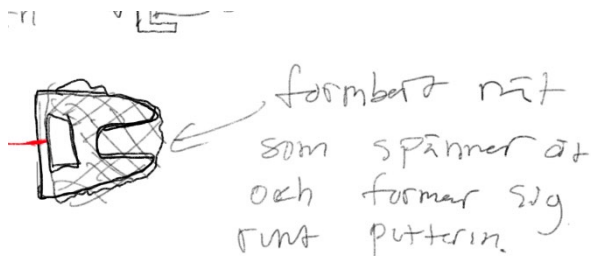 formbart nät
som spänner åt
och formar sig
runt puttern.